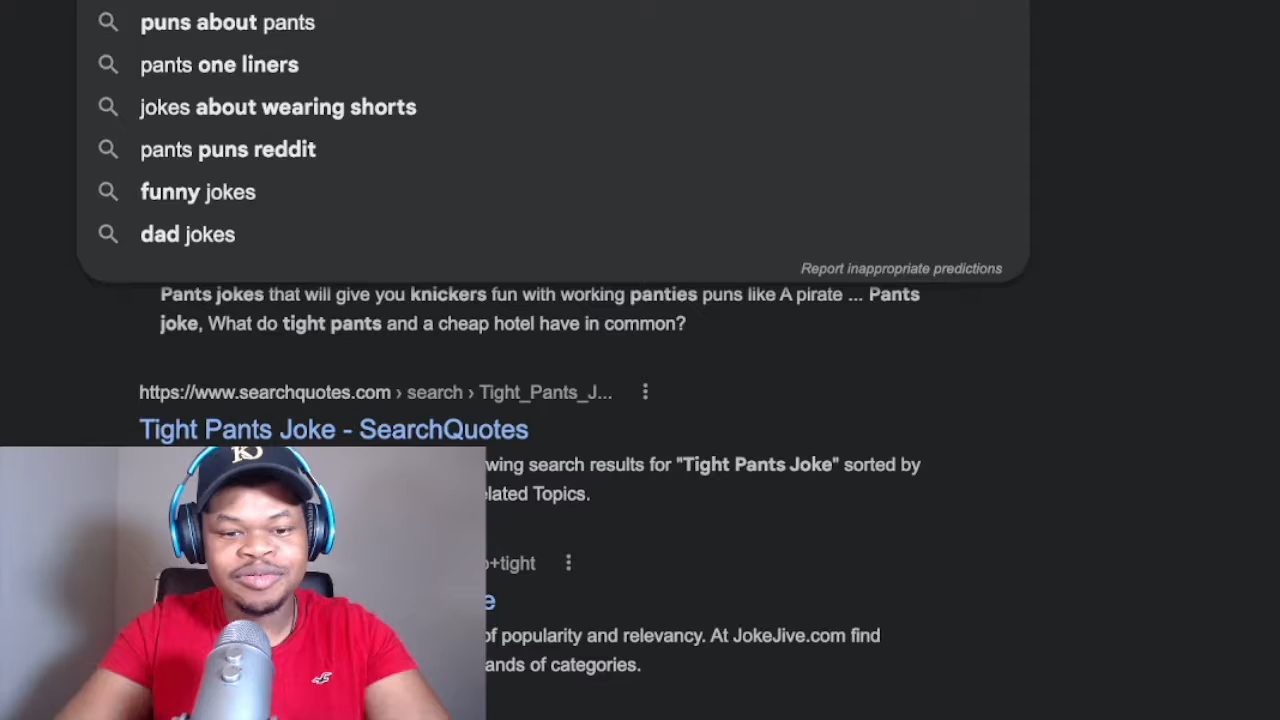 puns about pants
pants one liners
jokes about wearing shorts
pants puns reddit
funny jokes
dad jokes
Report inappropriate predictions
Pants jokes that will give you knickers fun with working panties puns like A pirate ... Pants
joke, What do tight pants and a cheap hotel have in common?
https://www.searchquotes.com › search › Tight_Pants_J...
Tight Pants Joke - SearchQuotes
wing search results for "Tight Pants Joke" sorted by
elated Topics.
o+tight
e
of popularity and relevancy. At JokeJive.com find
ands of categories.